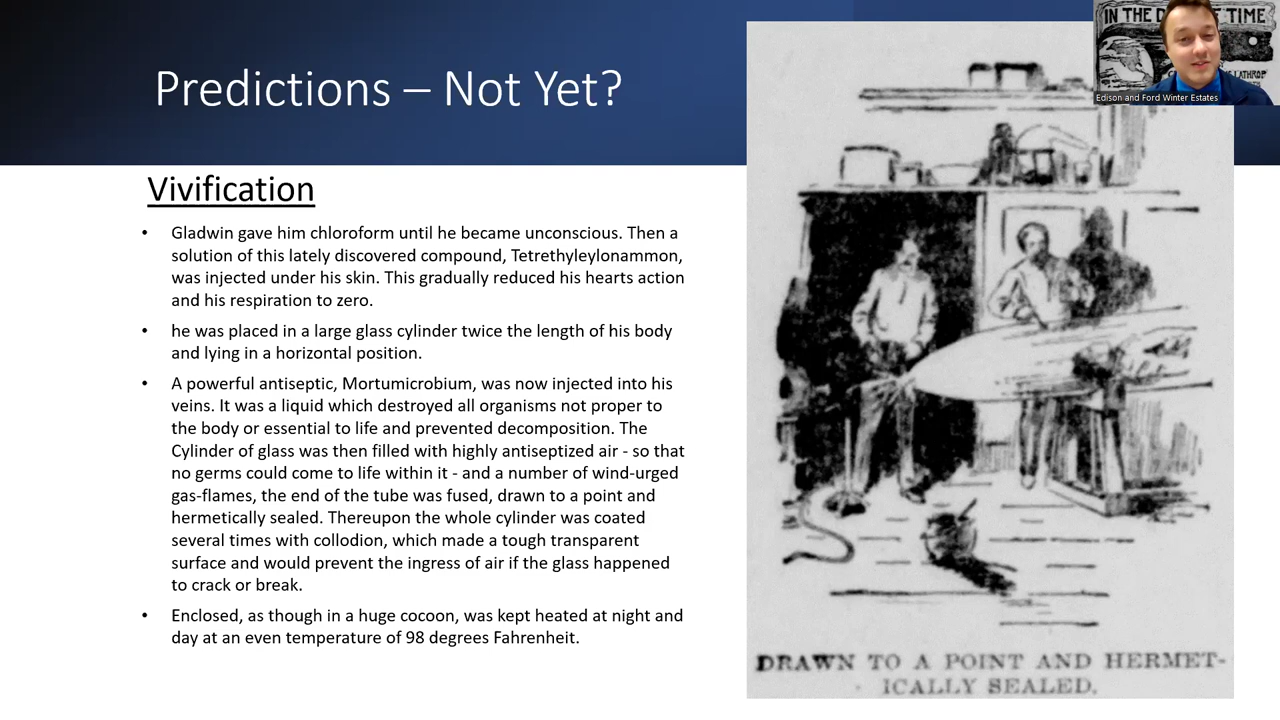 Predictions – Not Yet?
IN THE D
F TIME
LATHROP
Edison and Ford Winter Estates
Vivification
• Gladwin gave him chloroform until he became unconscious. Then a
solution of this lately discovered compound, Tetrethyleylonammon,
was injected under his skin. This gradually reduced his hearts action
and his respiration to zero.
• he was placed in a large glass cylinder twice the length of his body
and lying in a horizontal position.
• A powerful antiseptic, Mortumicrobium, was now injected into his
veins. It was a liquid which destroyed all organisms not proper to
the body or essential to life and prevented decomposition. The
Cylinder of glass was then filled with highly antiseptized air - so that
no germs could come to life within it - and a number of wind-urged
gas-flames, the end of the tube was fused, drawn to a point and
hermetically sealed. Thereupon the whole cylinder was coated
several times with collodion, which made a tough transparent
surface and would prevent the ingress of air if the glass happened
to crack or break.
• Enclosed, as though in a huge cocoon, was kept heated at night and
day at an even temperature of 98 degrees Fahrenheit.
DRAWN TO A POINT AND HERMET-
ICALLY SEALED.